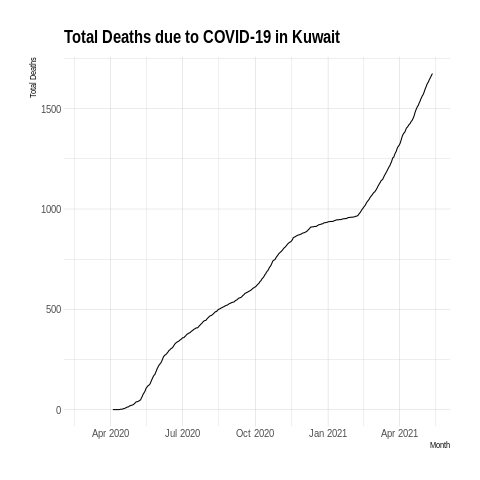 Total Deaths due to COVID-19 in Kuwait
Total Deaths
1500
1000
500
0
Apr 2020 Jul 2020 Oct 2020 Jan 2021 Apr 2021
Month